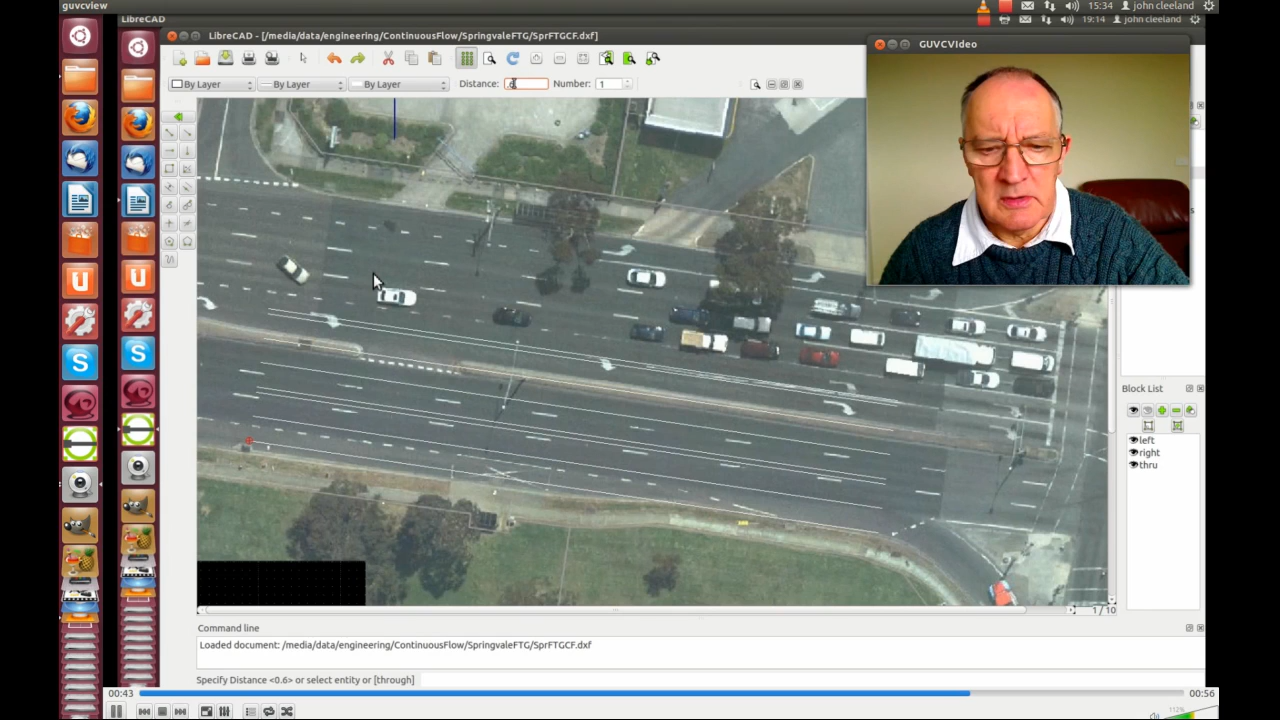 guvcview
15:34
john cleeland
LibreCAD
19:14
john cleeland
LibreCAD - [/media/data/engineering/ContinuousFlow/SpringvaleFTG/SprFTGCF.dxf]
GUVCVideo
By Layer
By Layer
By Layer
Distance:
Number:
1
Block List
left
right
thru
1 / 10
Command line
Loaded document: /media/data/engineering/ContinuousFlow/SpringvaleFTG/SprFTGCF.dxf
Specify Distance <0.6> or select entity or [through]
00:43
00:56
112%